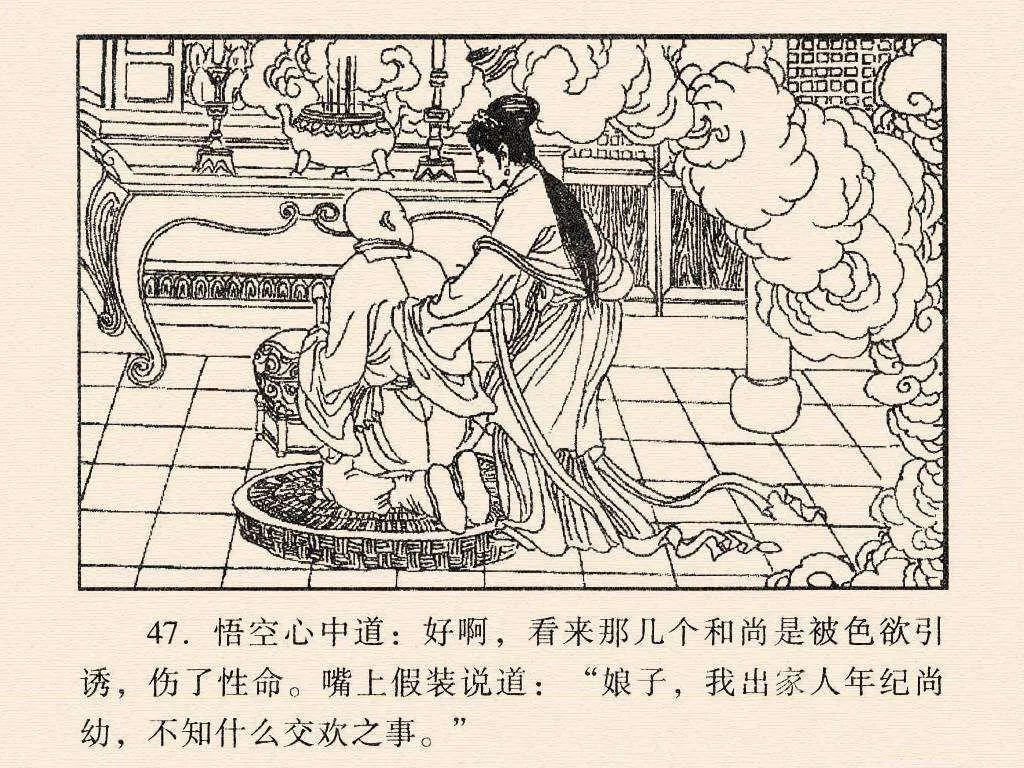 47. 悟空心中道：好啊，看来那几个和尚是被色欲引
诱，伤了性命。嘴上假装说道：“娘子，我出家人年纪尚
幼，不知什么交欢之事。”